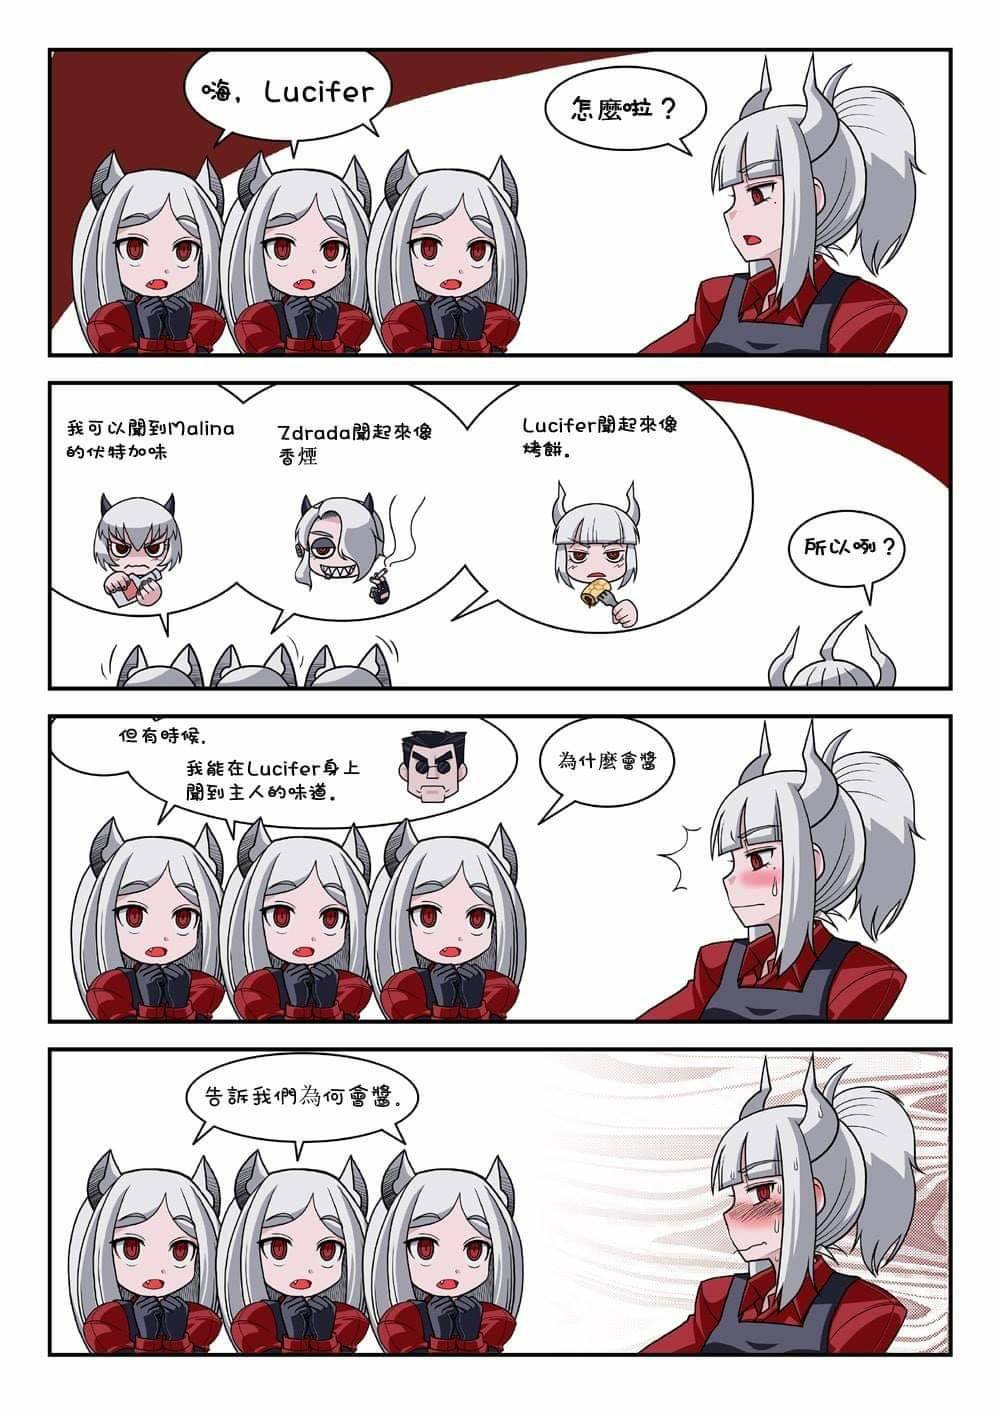 嗨，Lucifer
怎麼啦？
我可以聞到Malina
的伏特加味
Zdrada聞起來像
香煙
Lucifer聞起來像
烤餅。
所以咧？
但有時候，
我能在Lucifer身上
聞到主人的味道。
為什麼會醬
告訴我們為何會醬。